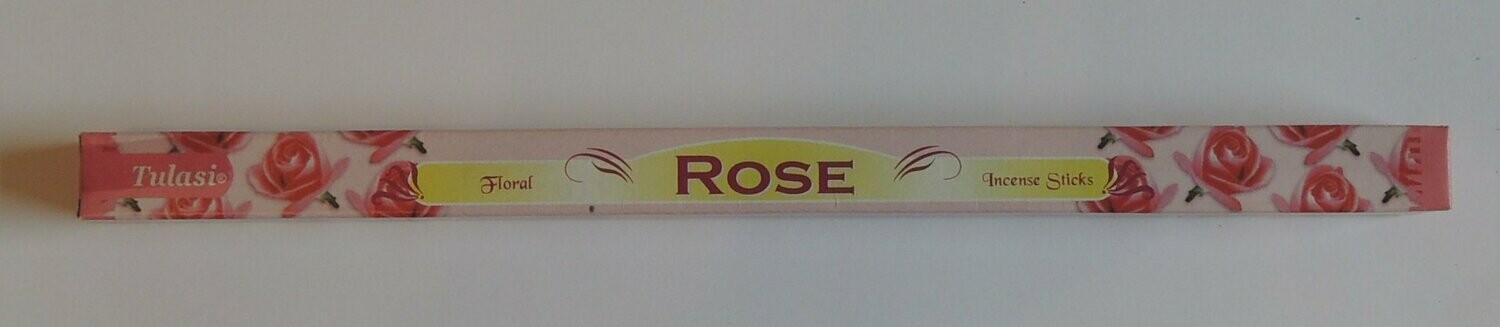 Tulasi®
Floral
ROSE
Incense Sticks